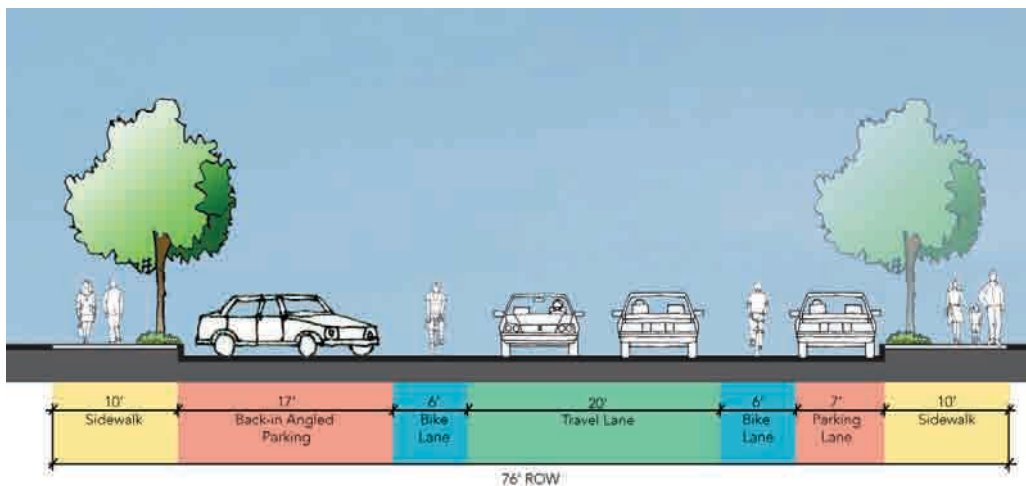 10' 17' 6' 20' 6' 7' 10'
Sidewalk Back-in Angled Bike Travel Lane Bike Parking Sidewalk
Parking Lane Lane Lane
76' ROW